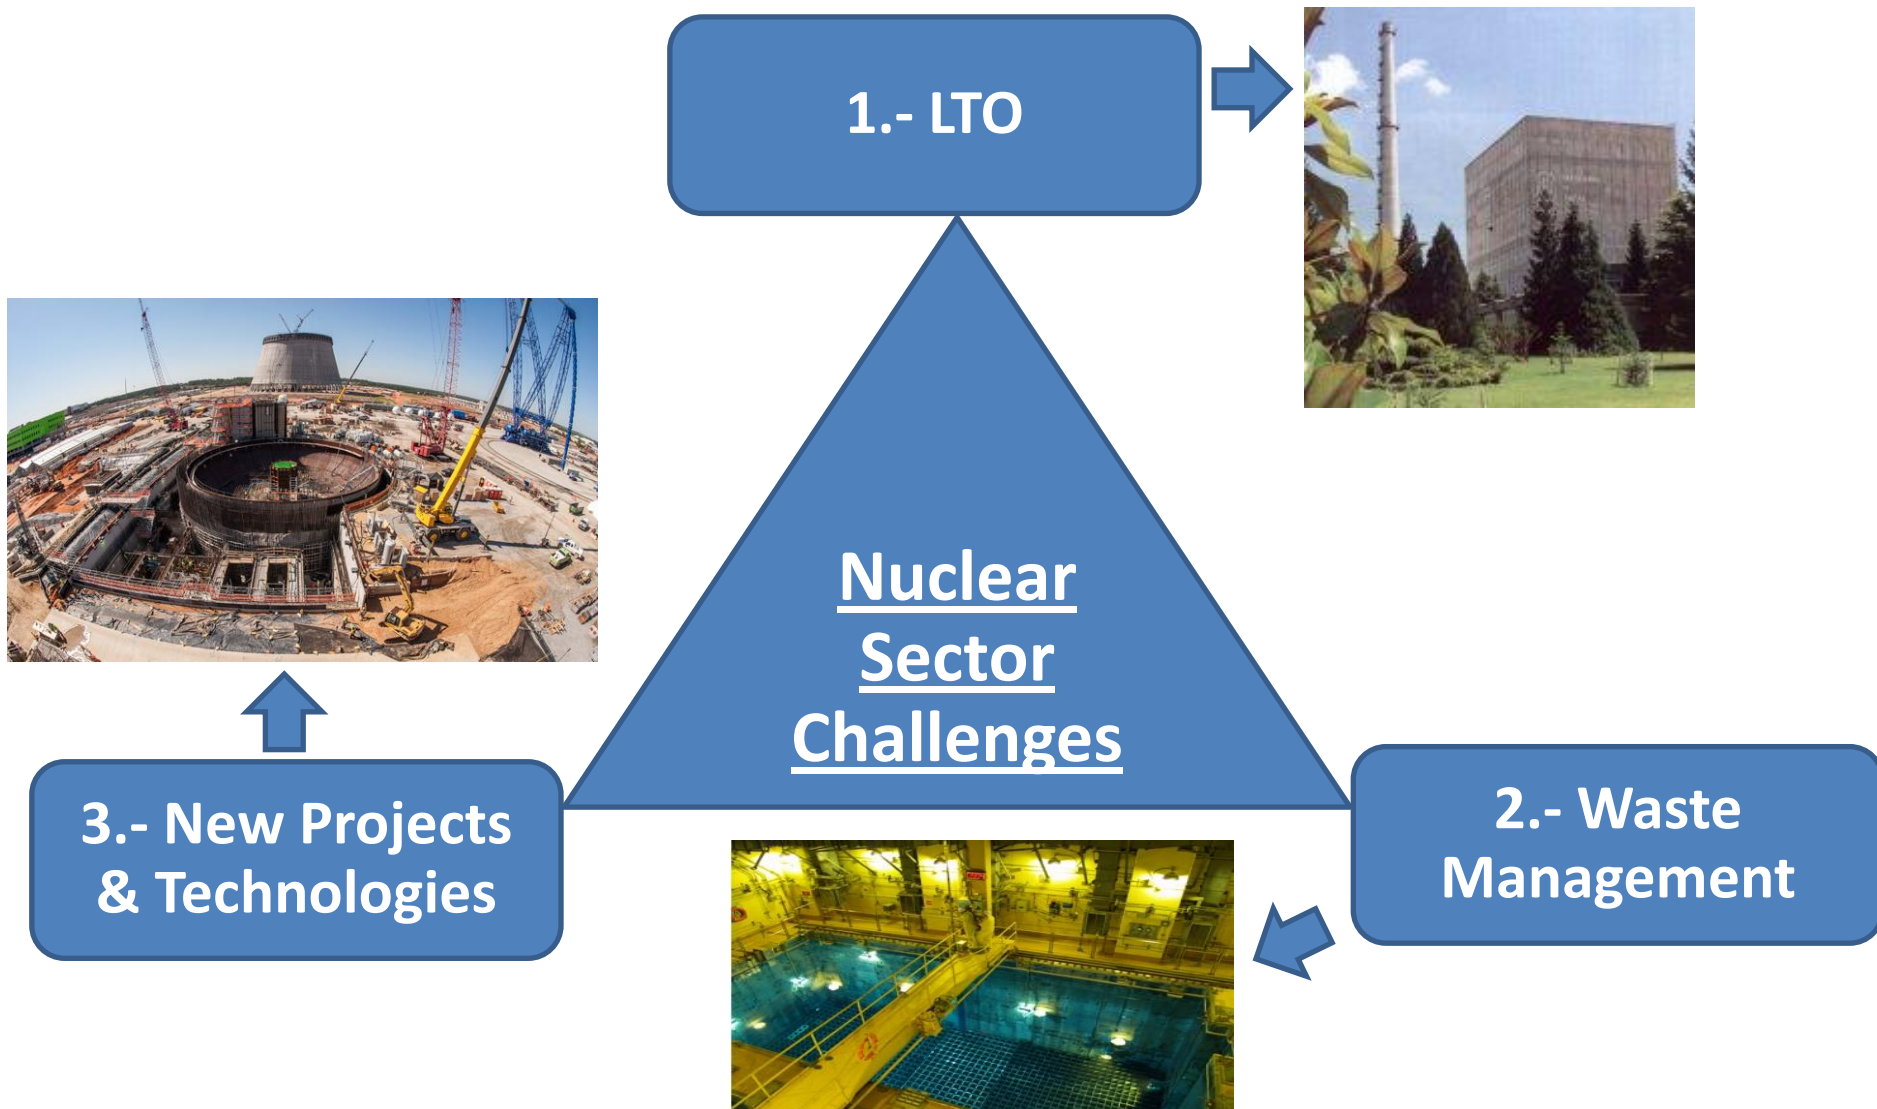 1.- LTO
Nuclear
Sector
Challenges
3.- New Projects
& Technologies
2.- Waste
Management